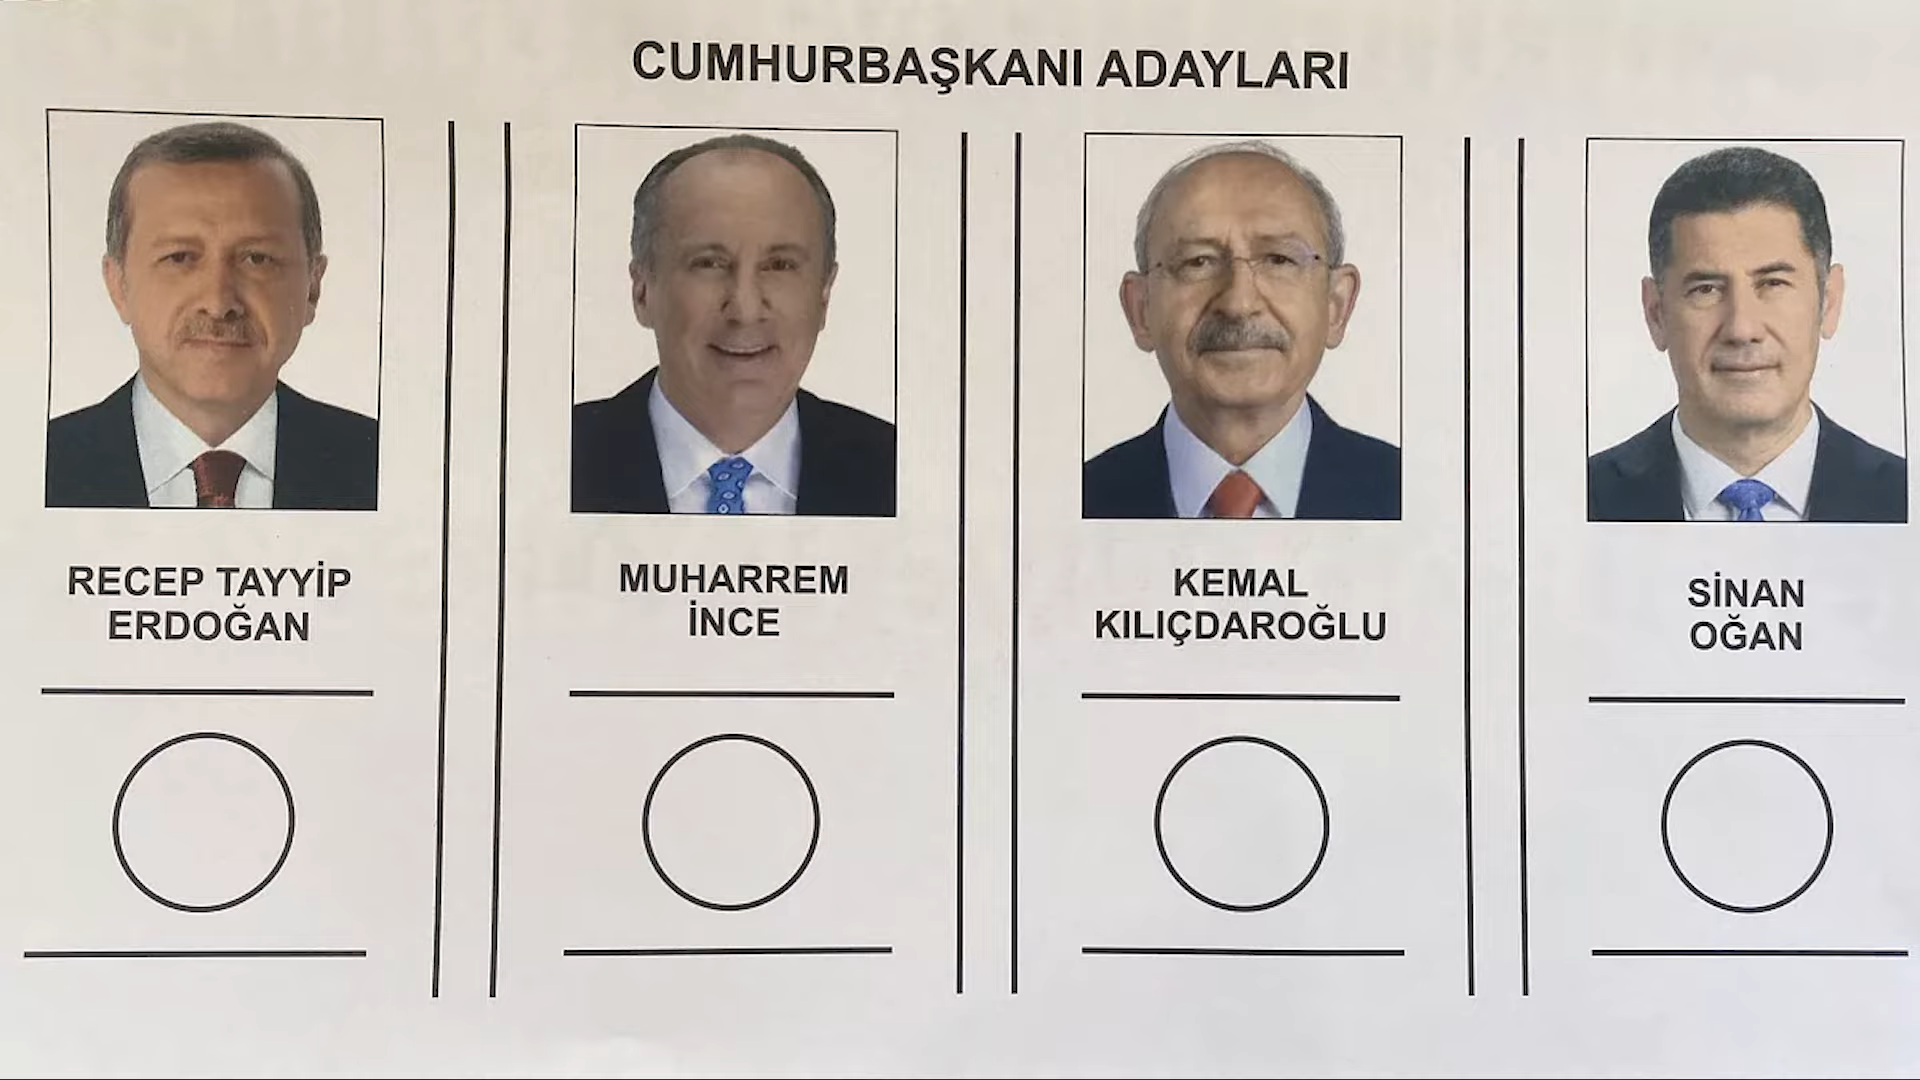 CUMHURBAŞKANI ADAYLARI
RECEP TAYYİP
ERDOĞAN
MUHARREM
İNCE
KEMAL
KILIÇDAROĞLU
SİNAN
OĞAN